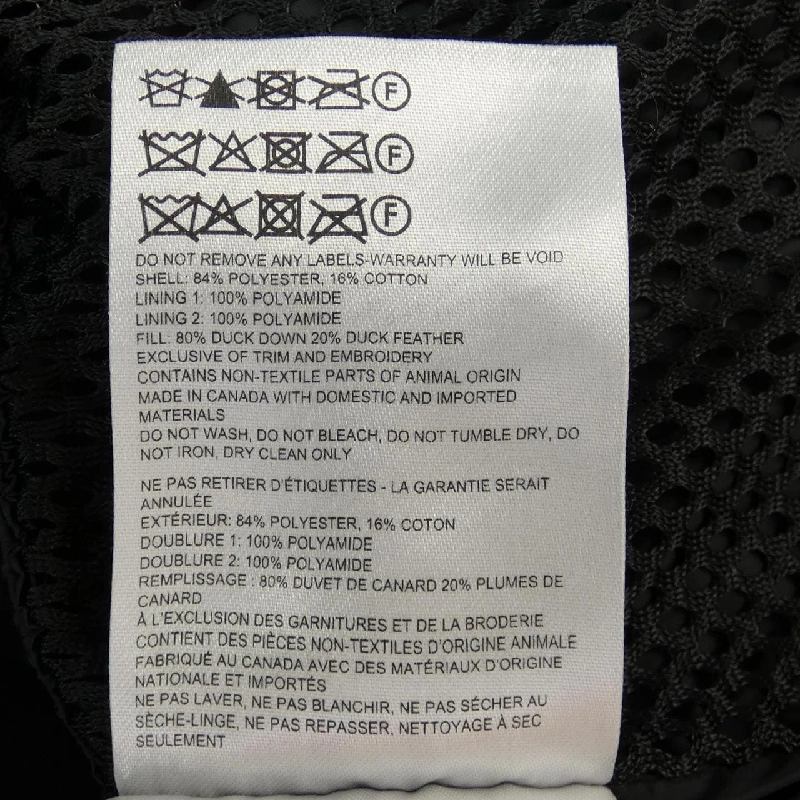 F
F
F
DO NOT REMOVE ANY LABELS-WARRANTY WILL BE VOID
SHELL: 84% POLYESTER, 16% COTTON
LINING 1: 100% POLYAMIDE
LINING 2: 100% POLYAMIDE
FILL: 80% DUCK DOWN 20% DUCK FEATHER
EXCLUSIVE OF TRIM AND EMBROIDERY
CONTAINS NON-TEXTILE PARTS OF ANIMAL ORIGIN
MADE IN CANADA WITH DOMESTIC AND IMPORTED
MATERIALS
DO NOT WASH, DO NOT BLEACH, DO NOT TUMBLE DRY, DO
NOT IRON, DRY CLEAN ONLY
NE PAS RETIRER D'ÉTIQUETTES - LA GARANTIE SERAIT
ANNULÉE
EXTÉRIEUR: 84% POLYESTER, 16% COTON
DOUBLURE 1: 100% POLYAMIDE
DOUBLURE 2: 100% POLYAMIDE
REMPLISSAGE : 80% DUVET DE CANARD 20% PLUMES DE
CANARD
À L'EXCLUSION DES GARNITURES ET DE LA BRODERIE
CONTIENT DES PIÈCES NON-TEXTILES D'ORIGINE ANIMALE
FABRIQUÉ AU CANADA AVEC DES MATÉRIAUX D'ORIGINE
NATIONALE ET IMPORTÉS
NE PAS LAVER, NE PAS BLANCHIR, NE PAS SÉCHER AU
SÈCHE-LINGE, NE PAS REPASSER, NETTOYAGE À SEC
SEULEMENT